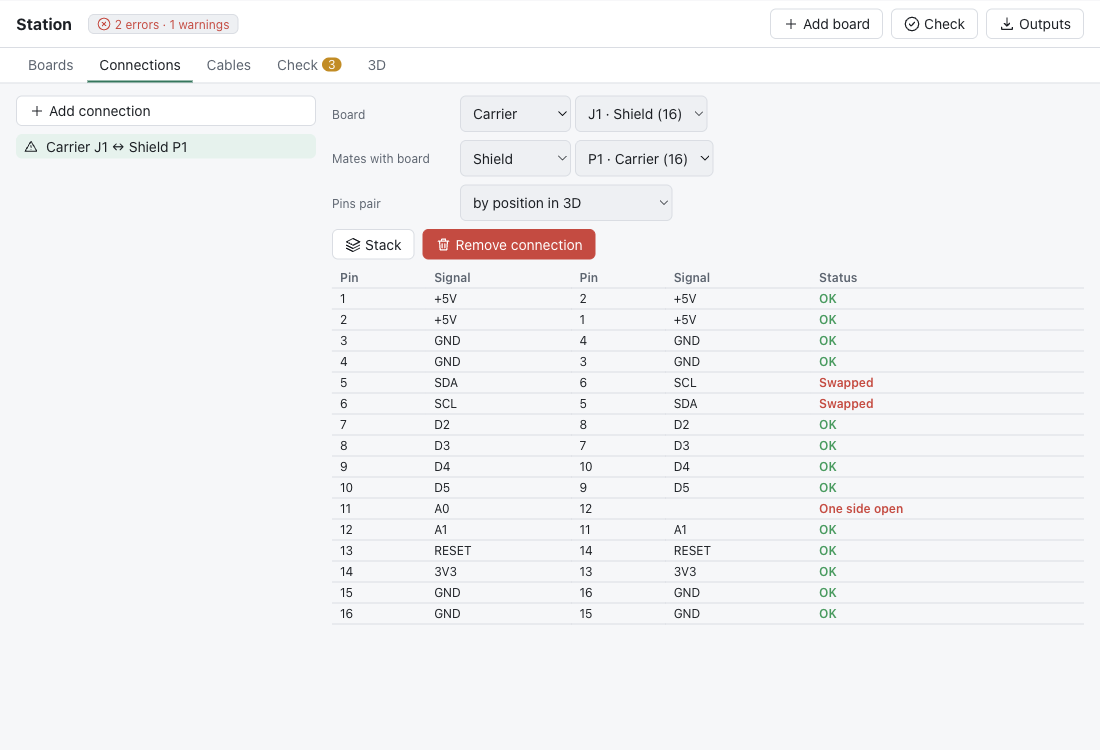 Station 2 errors · 1 warnings Add board Check Outputs
Boards Connections Cables Check 3 3D
Add connection
Carrier J1 ↔ Shield P1
Board Carrier J1 · Shield (16)
Mates with board Shield P1 · Carrier (16)
Pins pair by position in 3D
Stack Remove connection
Pin Signal Pin Signal Status
1 +5V 2 +5V OK
2 +5V 1 +5V OK
3 GND 4 GND OK
4 GND 3 GND OK
5 SDA 6 SCL Swapped
6 SCL 5 SDA Swapped
7 D2 8 D2 OK
8 D3 7 D3 OK
9 D4 10 D4 OK
10 D5 9 D5 OK
11 A0 12 One side open
12 A1 11 A1 OK
13 RESET 14 RESET OK
14 3V3 13 3V3 OK
15 GND 16 GND OK
16 GND 15 GND OK